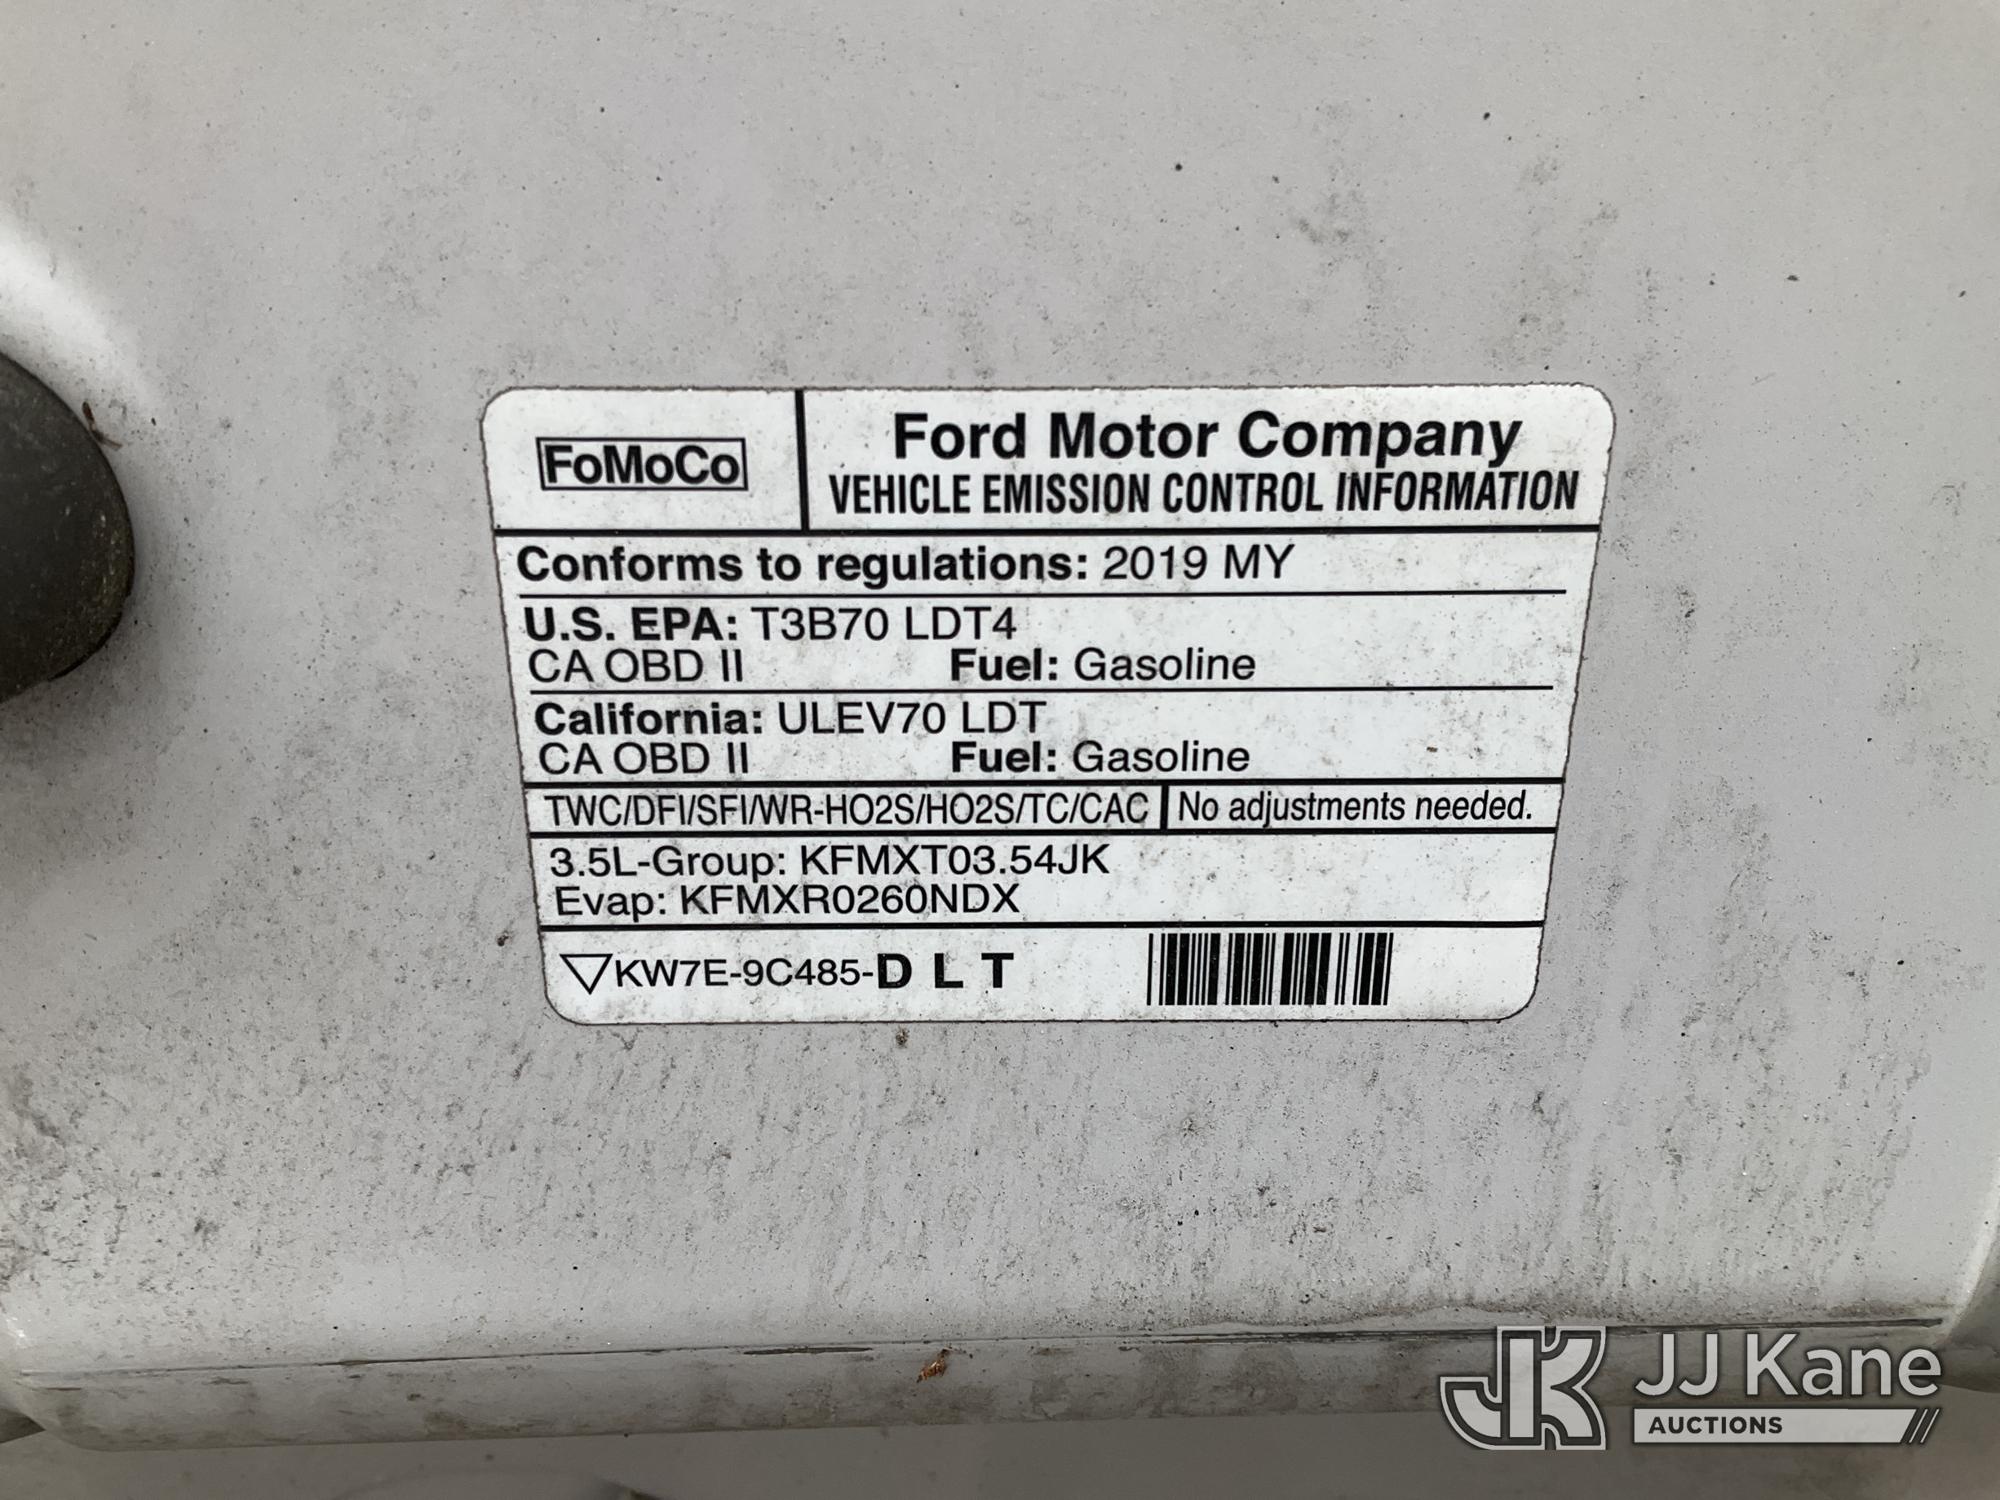 FoMoCo
Ford Motor Company
VEHICLE EMISSION CONTROL INFORMATION
Conforms to regulations: 2019 MY
U.S. EPA: T3B70 LDT4
CA OBD II Fuel: Gasoline
California: ULEV70 LDT
CA OBD II Fuel: Gasoline
TWC/DFI/SFI/WR-HO2S/HO2S/TC/CAC No adjustments needed.
3.5L-Group: KFMXT03.54JK
Evap: KFMXR0260NDX
KW7E-9C485-D L T
JK JJ Kane
AUCTIONS